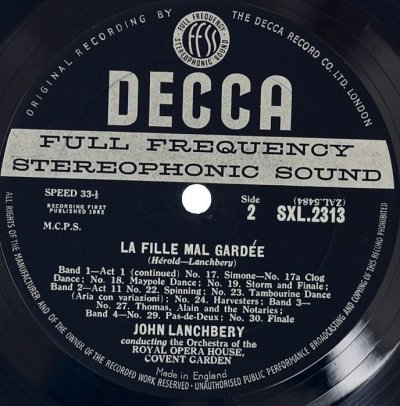 ORIGINAL RECORDING BY
THE DECCA RECORD CO. LTD. LONDON
FULL FREQUENCY
ffss
STEREOPHONIC SOUND
DECCA
FULL FREQUENCY
STEREOPHONIC SOUND
SPEED 33⅓
RECORDING FIRST
PUBLISHED 1962
M.C.P.S.
Side
2
(ZAL.5484)
SXL.2313
LA FILLE MAL GARDÉE
(Hérold—Lanchbery)
Band 1—Act 1 (continued) No. 17. Simone—No. 17a Clog
Dance; No. 18. Maypole Dance; No. 19. Storm and Finale;
Band 2—Act 11 No. 22. Spinning; No. 23. Tambourine Dance
(Aria con variazioni); No. 24. Harvesters; Band 3—
No. 27. Thomas, Alain and the Notaries;
Band 4—No. 29. Pas-de-Deux; No. 30. Finale
JOHN LANCHBERY
conducting the Orchestra of the
ROYAL OPERA HOUSE,
COVENT GARDEN
Made in England
ALL RIGHTS OF THE MANUFACTURER AND OF THE OWNER OF THE RECORDED WORK RESERVED · UNAUTHORISED PUBLIC PERFORMANCE BROADCASTING AND COPYING OF THIS RECORD PROHIBITED